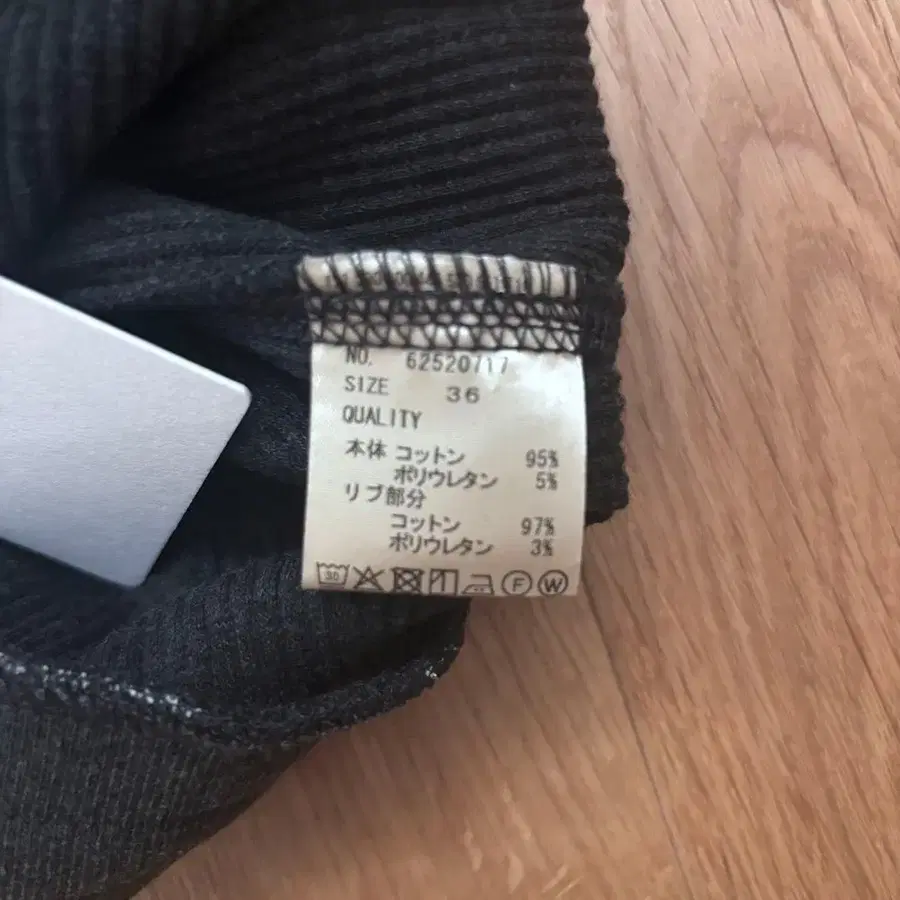 NO. 62520717
SIZE 36
QUALITY
本体 コットン 95%
ポリウレタン 5%
リブ部分
コットン 97%
ポリウレタン 3%
30 F W